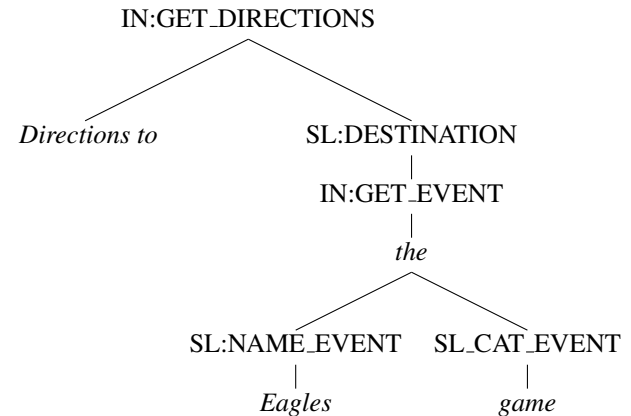 IN:GET_DIRECTIONS
Directions to SL:DESTINATION
IN:GET_EVENT
the
SL:NAME_EVENT SL_CAT_EVENT
Eagles game